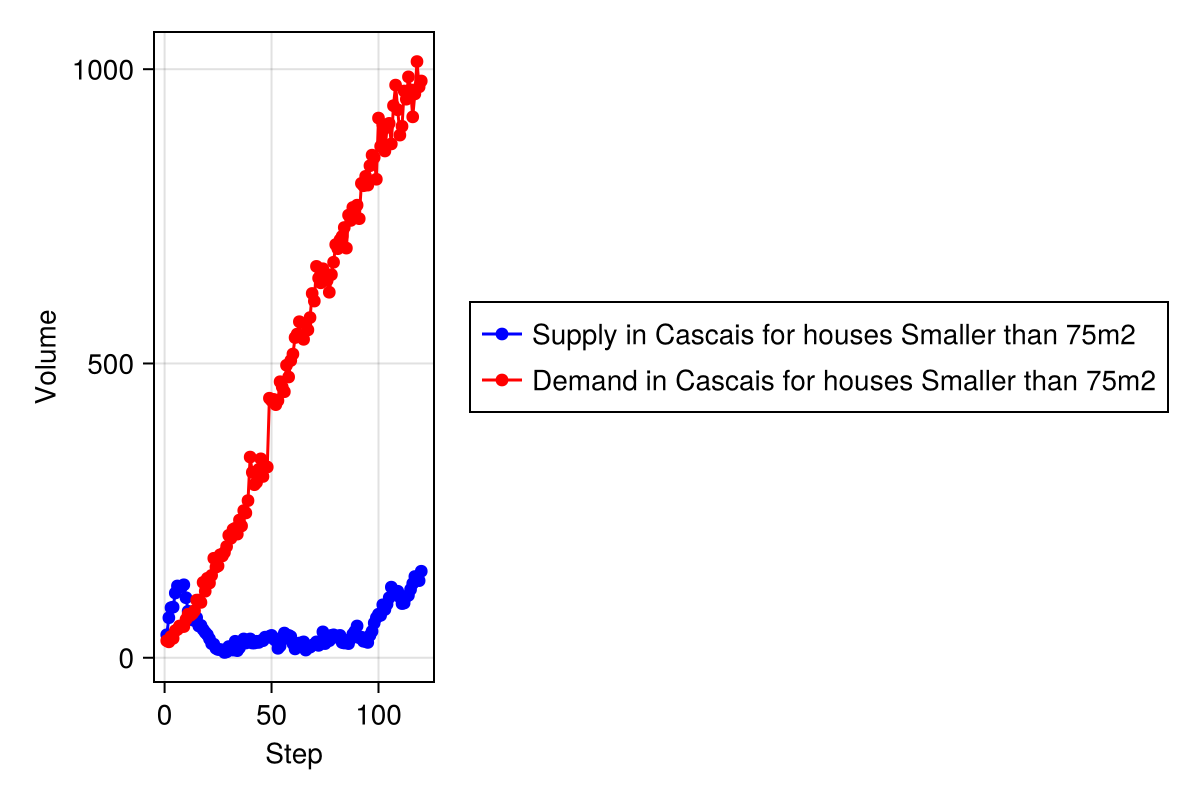 1000
500
0
Volume
0 50 100
Step
Supply in Cascais for houses Smaller than 75m2
Demand in Cascais for houses Smaller than 75m2